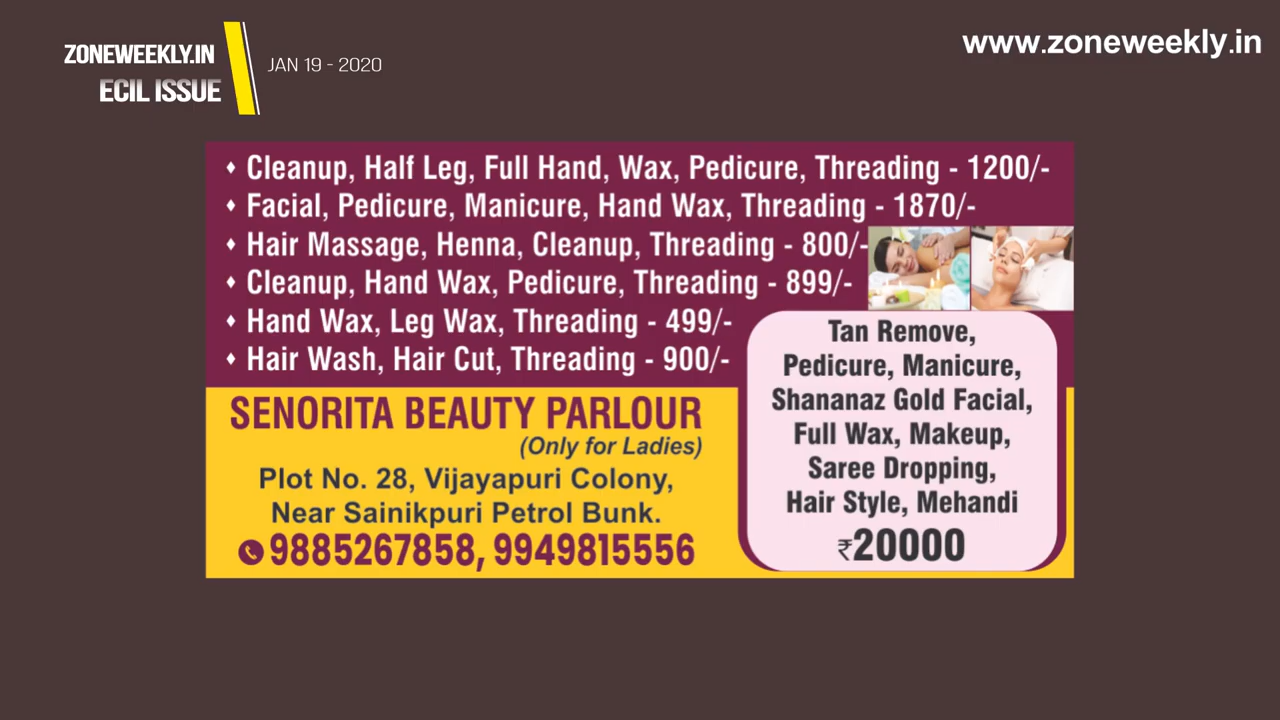 ZONEWEEKLY.IN
ECIL ISSUE
JAN 19 - 2020
www.zoneweekly.in
♦ Cleanup, Half Leg, Full Hand, Wax, Pedicure, Threading - 1200/-
♦ Facial, Pedicure, Manicure, Hand Wax, Threading - 1870/-
♦ Hair Massage, Henna, Cleanup, Threading - 800/-
♦ Cleanup, Hand Wax, Pedicure, Threading - 899/-
♦ Hand Wax, Leg Wax, Threading - 499/-
♦ Hair Wash, Hair Cut, Threading - 900/-
SENORITA BEAUTY PARLOUR
(Only for Ladies)
Plot No. 28, Vijayapuri Colony,
Near Sainikpuri Petrol Bunk.
9885267858, 9949815556
Tan Remove,
Pedicure, Manicure,
Shananaz Gold Facial,
Full Wax, Makeup,
Saree Dropping,
Hair Style, Mehandi
₹20000